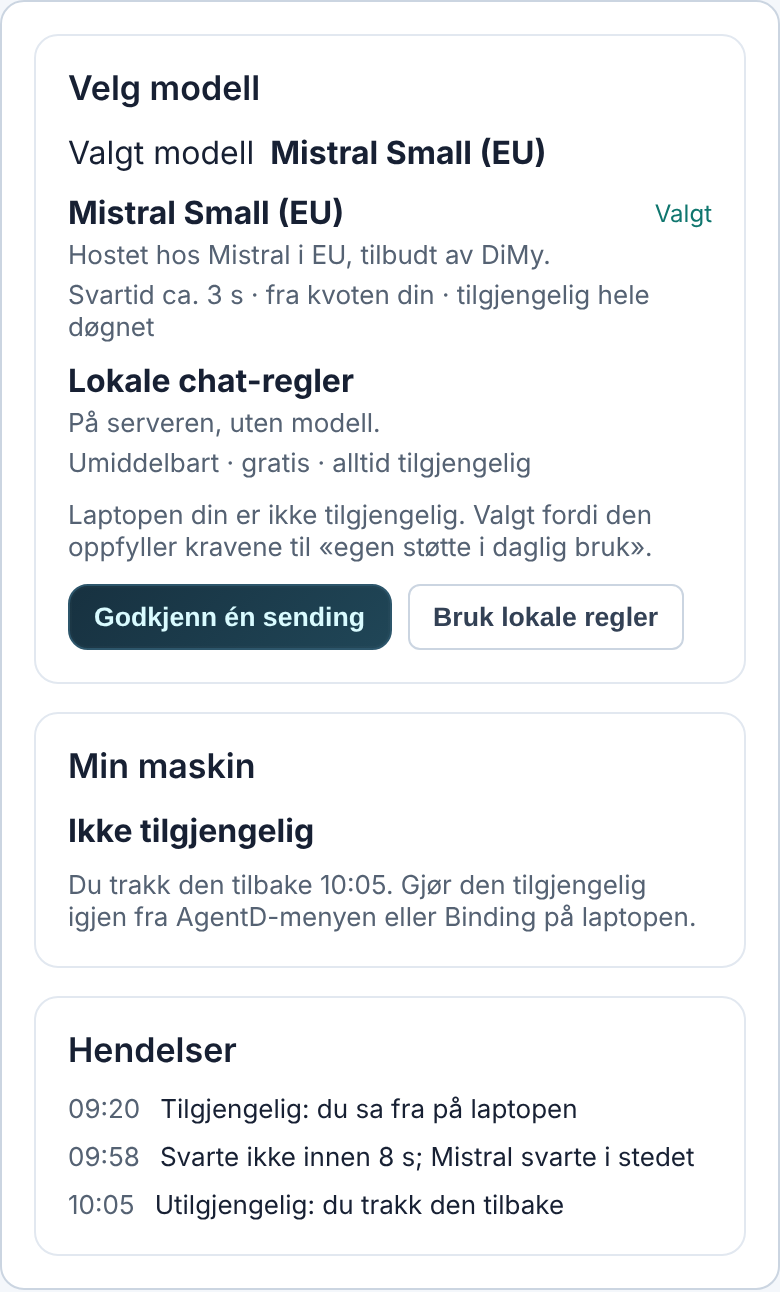 Velg modell
Valgt modell Mistral Small (EU)
Mistral Small (EU) Valgt
Hostet hos Mistral i EU, tilbudt av DiMy.
Svartid ca. 3 s · fra kvoten din · tilgjengelig hele
døgnet
Lokale chat-regler
På serveren, uten modell.
Umiddelbart · gratis · alltid tilgjengelig
Laptopen din er ikke tilgjengelig. Valgt fordi den
oppfyller kravene til «egen støtte i daglig bruk».
Godkjenn én sending Bruk lokale regler
Min maskin
Ikke tilgjengelig
Du trakk den tilbake 10:05. Gjør den tilgjengelig
igjen fra AgentD-menyen eller Binding på laptopen.
Hendelser
09:20 Tilgjengelig: du sa fra på laptopen
09:58 Svarte ikke innen 8 s; Mistral svarte i stedet
10:05 Utilgjengelig: du trakk den tilbake